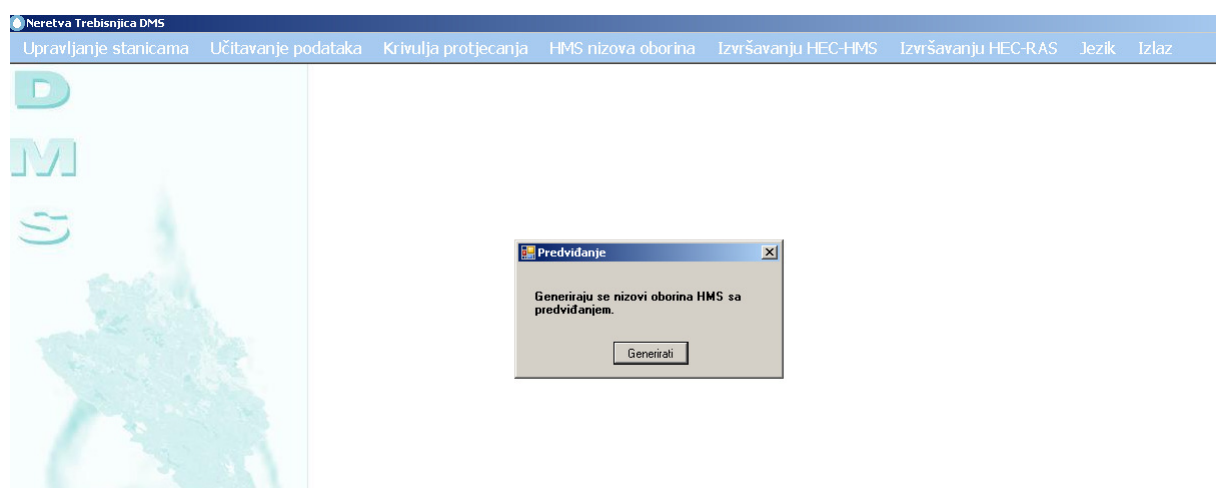 Neretva Trebisnjica DMS
Upravljanje stanicama Učitavanje podataka Krivulja protjecanja HMS nizova oborina Izvršavanju HEC-HMS Izvršavanju HEC-RAS Jezik Izlaz
D
M
S
Predviđanje
Generiraju se nizovi oborina HMS sa
predviđanjem.
Generirati